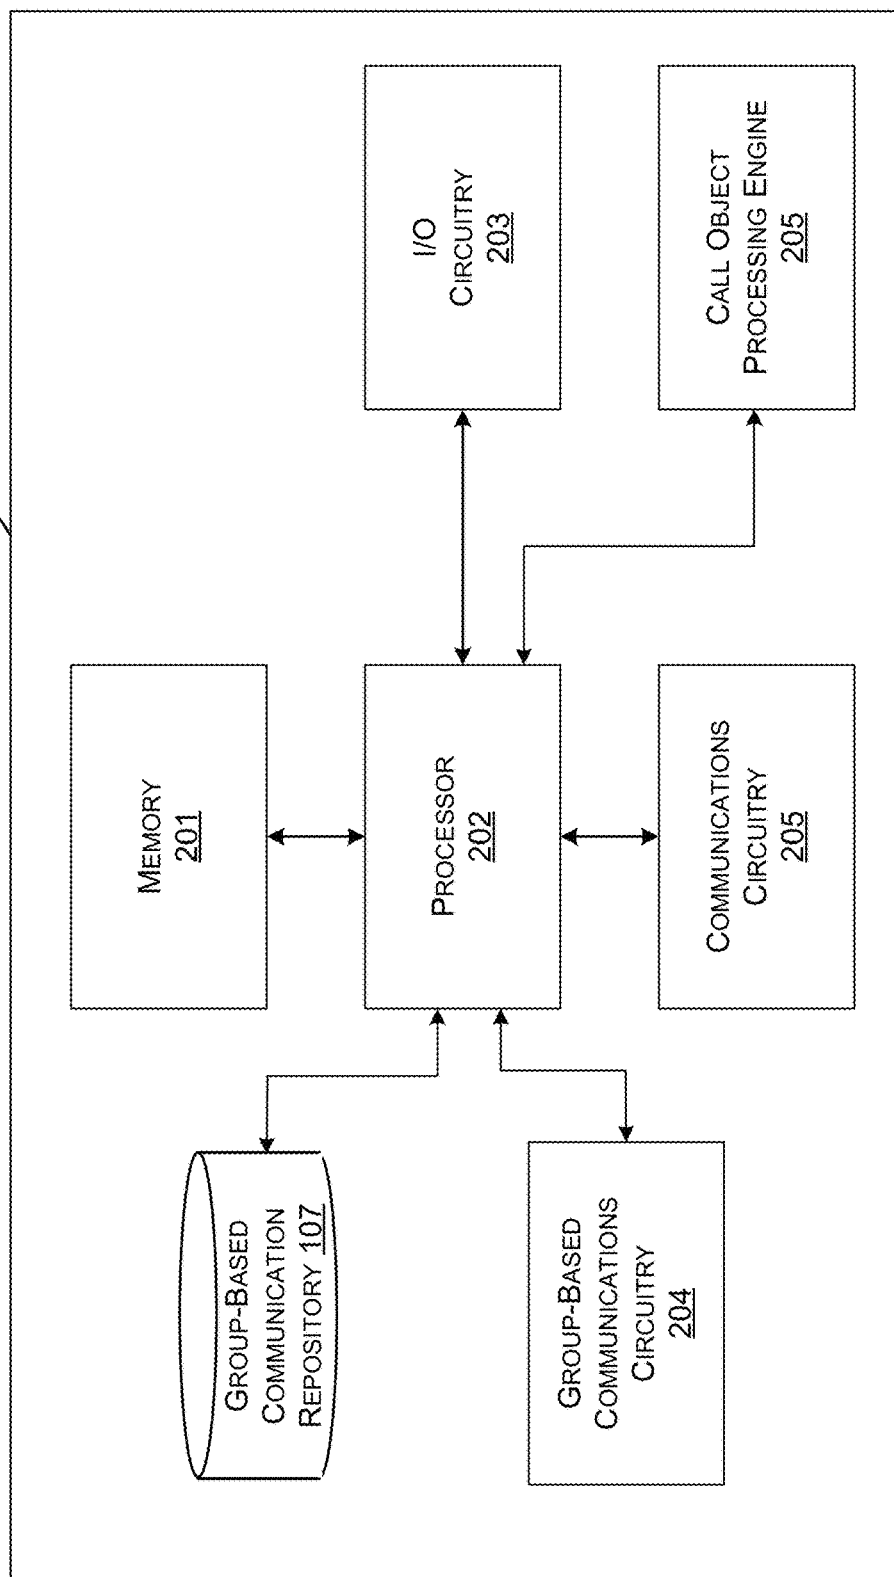 GROUP-BASED
COMMUNICATION
REPOSITORY 107
MEMORY
201
PROCESSOR
202
I/O
CIRCUITRY
203
GROUP-BASED
COMMUNICATIONS
CIRCUITRY
204
COMMUNICATIONS
CIRCUITRY
205
CALL OBJECT
PROCESSING ENGINE
205